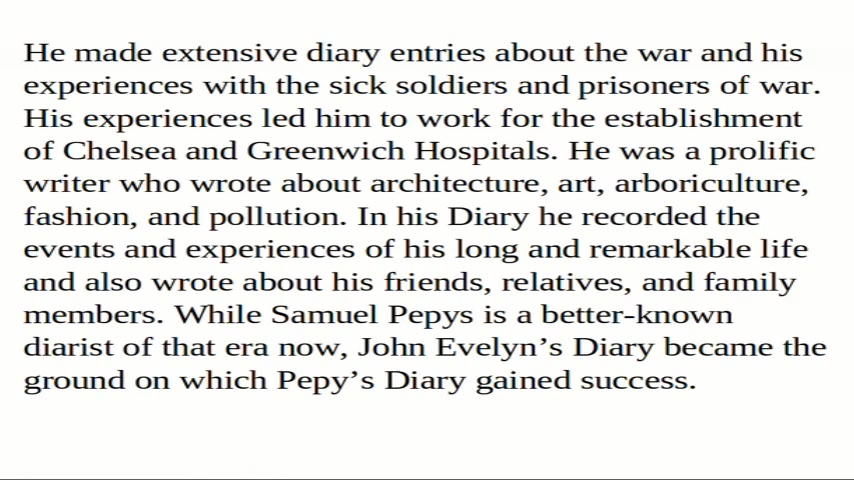 He made extensive diary entries about the war and his
experiences with the sick soldiers and prisoners of war.
His experiences led him to work for the establishment
of Chelsea and Greenwich Hospitals. He was a prolific
writer who wrote about architecture, art, arboriculture,
fashion, and pollution. In his Diary he recorded the
events and experiences of his long and remarkable life
and also wrote about his friends, relatives, and family
members. While Samuel Pepys is a better-known
diarist of that era now, John Evelyn’s Diary became the
ground on which Pepy’s Diary gained success.